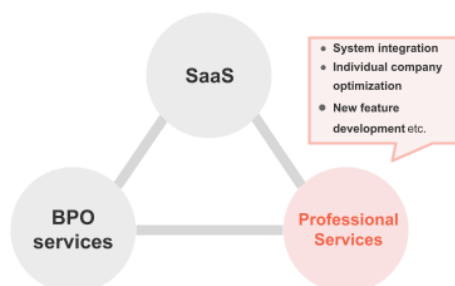 SaaS
• System integration
• Individual company
optimization
• New feature
development etc.
BPO
services
Professional
Services